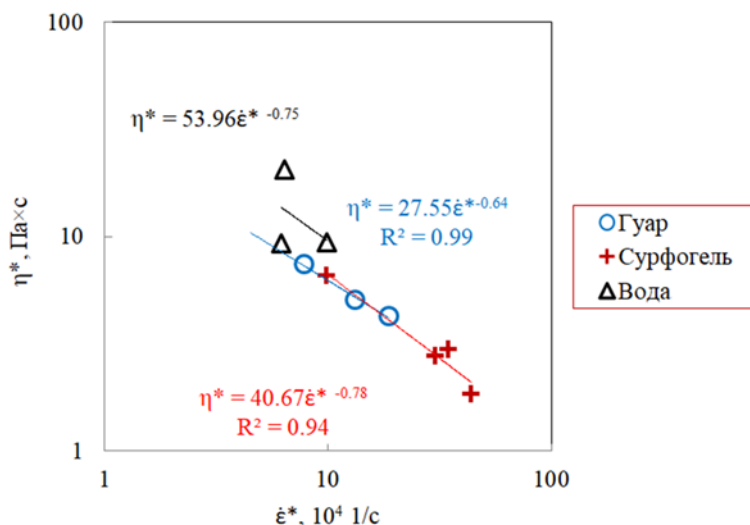 100
η* = 53.96ε̇* ⁻⁰·⁷⁵
η* = 27.55ε̇*⁻⁰·⁶⁴
R² = 0.99
η*, Па×с
10
Гуар
Сурфогель
Вода
η* = 40.67ε̇* ⁻⁰·⁷⁸
R² = 0.94
1
1
10
100
ε̇*, 10⁴ 1/с